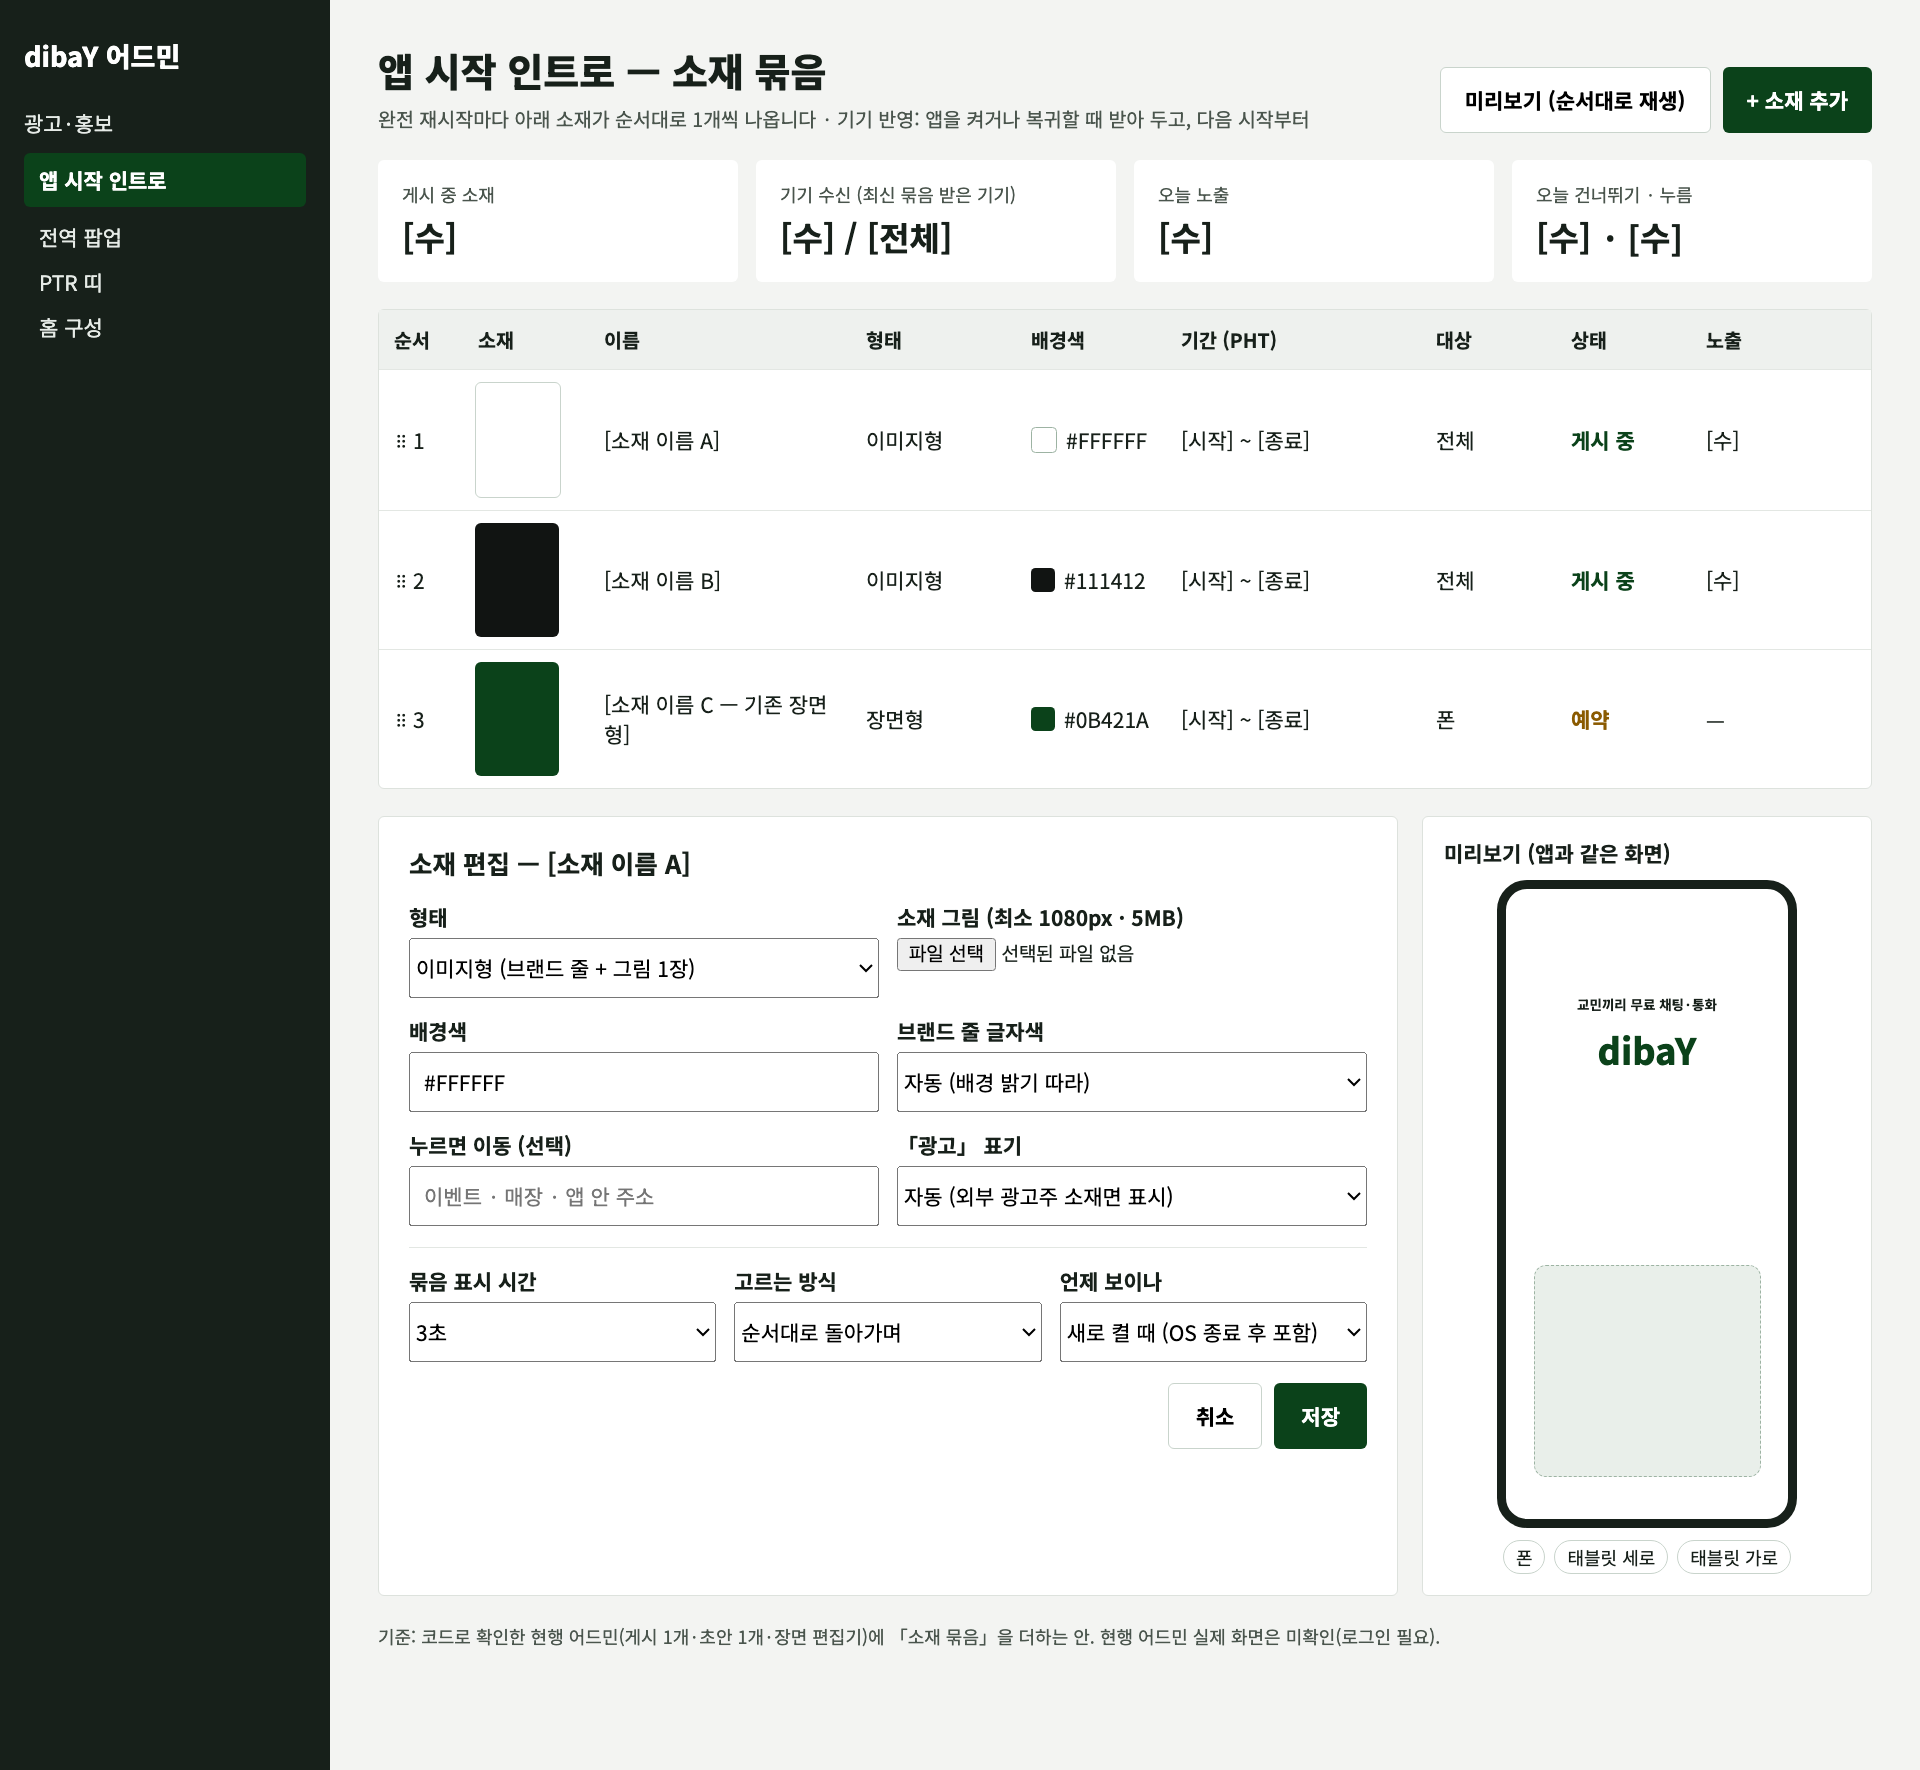 dibaY 어드민
광고·홍보
앱 시작 인트로
전역 팝업
PTR 띠
홈 구성
앱 시작 인트로 — 소재 묶음
완전 재시작마다 아래 소재가 순서대로 1개씩 나옵니다 · 기기 반영: 앱을 켜거나 복귀할 때 받아 두고, 다음 시작부터
미리보기 (순서대로 재생)
+ 소재 추가
게시 중 소재
[수]
기기 수신 (최신 묶음 받은 기기)
[수] / [전체]
오늘 노출
[수]
오늘 건너뛰기 · 누름
[수] · [수]
순서 소재 이름 형태 배경색 기간 (PHT) 대상 상태 노출
⠿ 1 [소재 이름 A] 이미지형 #FFFFFF [시작] ~ [종료] 전체 게시 중 [수]
⠿ 2 [소재 이름 B] 이미지형 #111412 [시작] ~ [종료] 전체 게시 중 [수]
⠿ 3 [소재 이름 C — 기존 장면
형] 장면형 #0B421A [시작] ~ [종료] 폰 예약 —
소재 편집 — [소재 이름 A]
형태
이미지형 (브랜드 줄 + 그림 1장)
소재 그림 (최소 1080px · 5MB)
파일 선택 선택된 파일 없음
배경색
#FFFFFF
브랜드 줄 글자색
자동 (배경 밝기 따라)
누르면 이동 (선택)
이벤트 · 매장 · 앱 안 주소
「광고」 표기
자동 (외부 광고주 소재면 표시)
묶음 표시 시간
3초
고르는 방식
순서대로 돌아가며
언제 보이나
새로 켤 때 (OS 종료 후 포함)
취소
저장
미리보기 (앱과 같은 화면)
교민끼리 무료 채팅·통화
dibaY
폰
태블릿 세로
태블릿 가로
기준: 코드로 확인한 현행 어드민(게시 1개·초안 1개·장면 편집기)에 「소재 묶음」을 더하는 안. 현행 어드민 실제 화면은 미확인(로그인 필요).